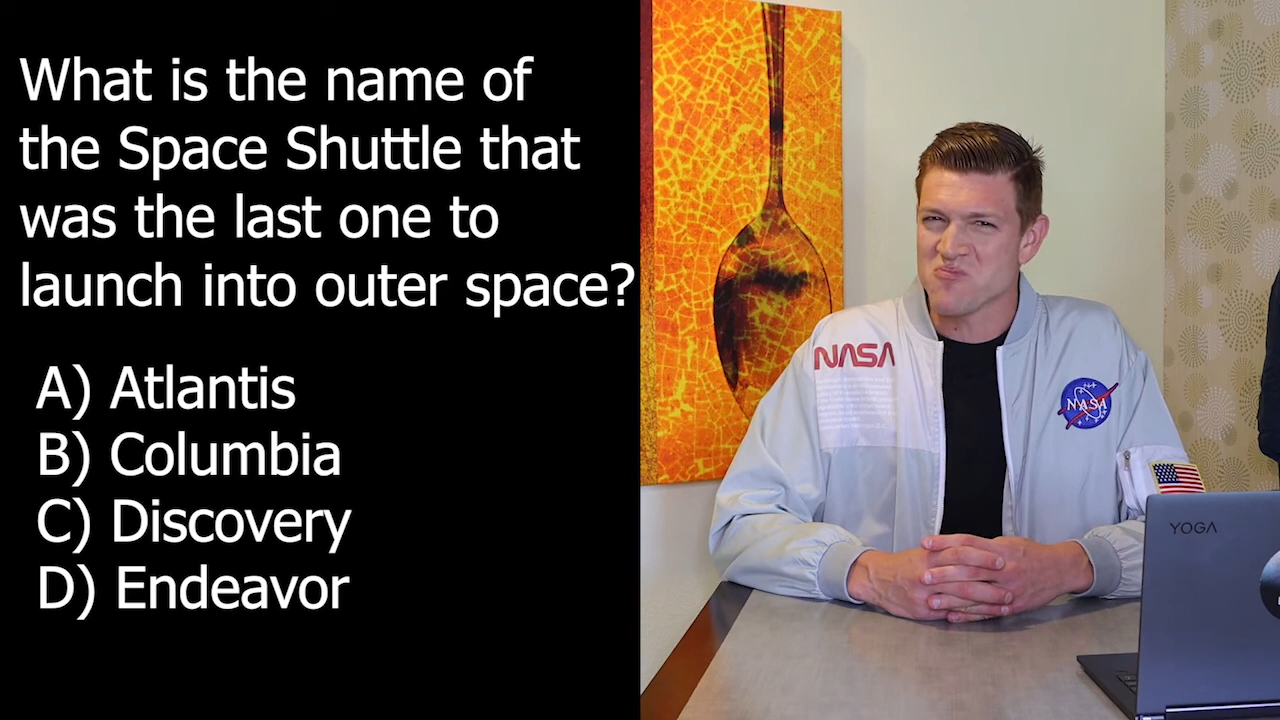 What is the name of
the Space Shuttle that
was the last one to
launch into outer space?
A) Atlantis
B) Columbia
C) Discovery
D) Endeavor
NASA
NASA
YOGA